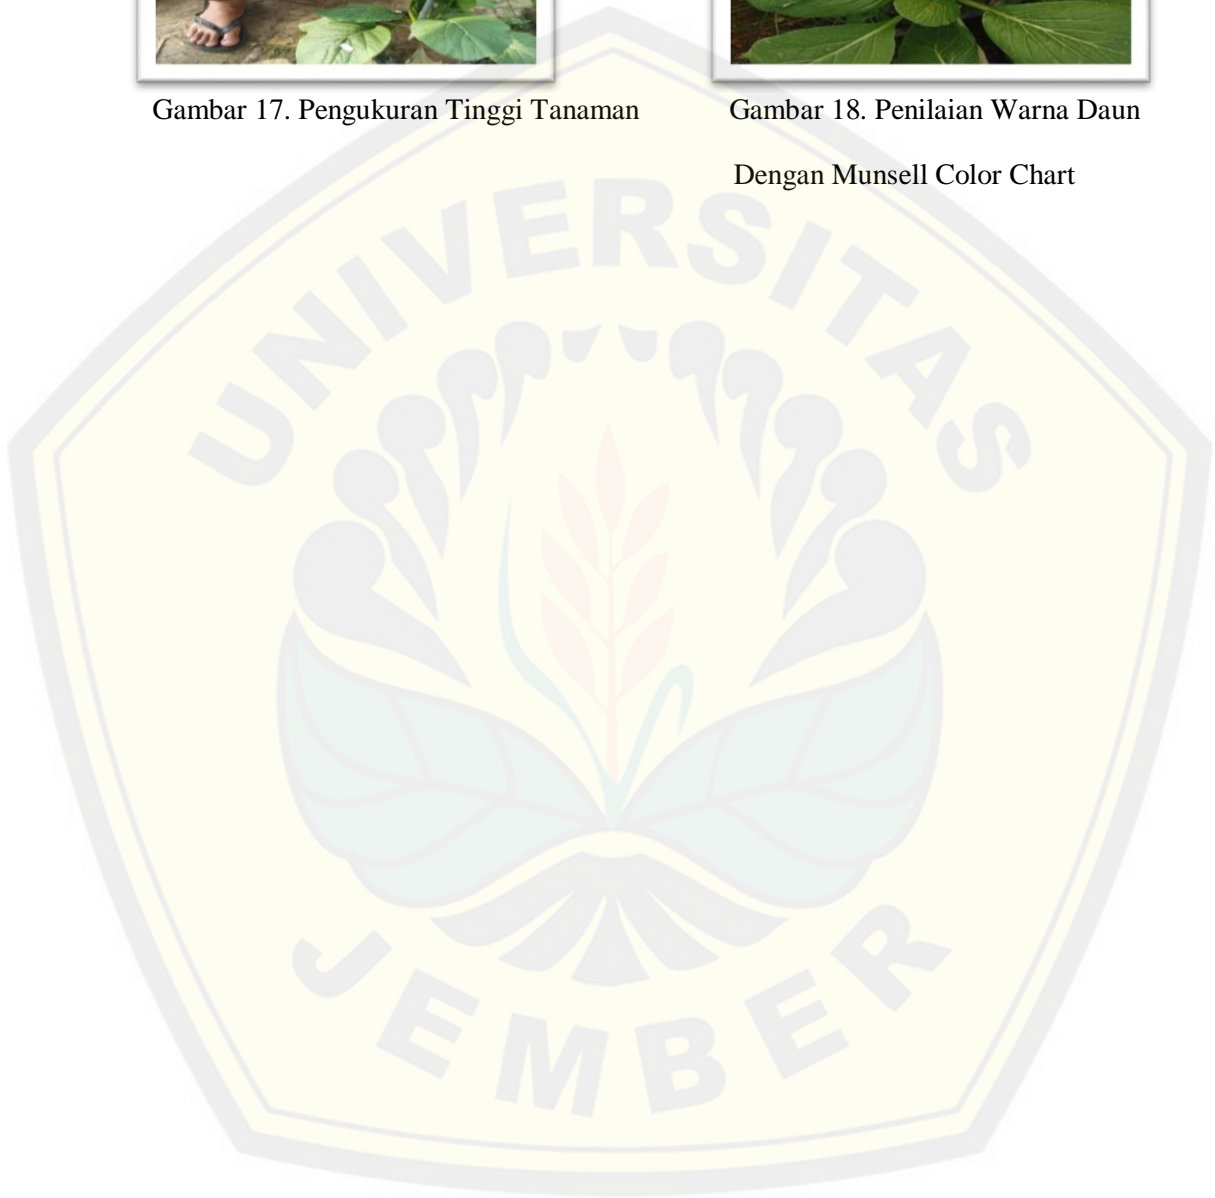 Gambar 17. Pengukuran Tinggi Tanaman
Gambar 18. Penilaian Warna Daun
Dengan Munsell Color Chart
UNIVERSITAS
JEMBER